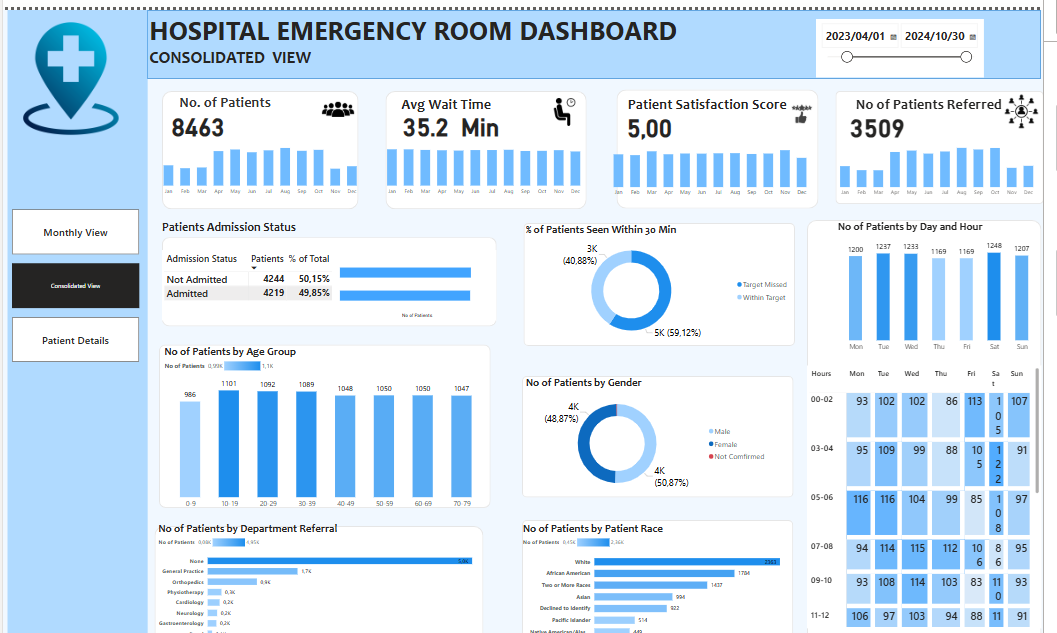 HOSPITAL EMERGENCY ROOM DASHBOARD
CONSOLIDATED VIEW
2023/04/01 2024/10/30
No. of Patients
8463
Jan Feb Mar Apr May Jun Jul Aug Sep Oct Nov Dec
Avg Wait Time
35.2 Min
Jan Feb Mar Apr May Jun Jul Aug Sep Oct Nov Dec
Patient Satisfaction Score
5,00
Jan Feb Mar Apr May Jun Jul Aug Sep Oct Nov Dec
No of Patients Referred
3509
Jan Feb Mar Apr May Jun Jul Aug Sep Oct Nov Dec
Monthly View
Consolidated View
Patient Details
Patients Admission Status
Admission Status Patients % of Total
Not Admitted 4244 50,15%
Admitted 4219 49,85%
No of Patients
% of Patients Seen Within 30 Min
3K
(40,88%)
5K (59,12%)
Target Missed
Within Target
No of Patients by Age Group
No of Patients 0,99K 1,1K
986 1101 1092 1089 1048 1050 1050 1047
0-9 10-19 20-29 30-39 40-49 50-59 60-69 70-79
No of Patients by Gender
4K
(48,87%)
4K
(50,87%)
Male
Female
Not Comfirmed
No of Patients by Department Referral
No of Patients
None
General Practice 1,7K
Orthopedics 0,9K
Physiotherapy 0,3K
Cardiology 0,2K
Neurology 0,2K
Gastroenterology 0,2K
No of Patients by Patient Race
No of Patients
White 2363
African American 1784
Two or More Races 1437
Asian 994
Declined to Identify 922
Pacific Islander 514
No of Patients by Day and Hour
1200 1237 1233 1169 1169 1248 1207
Mon Tue Wed Thu Fri Sat Sun
Hours Mon Tue Wed Thu Fri Sat Sun
00-02 93 102 102 86 113 105 107
03-04 95 109 99 88 105 122 91
05-06 116 116 104 99 85 108 97
07-08 94 114 115 112 106 86 95
09-10 93 108 114 103 83 110 93
11-12 106 97 103 94 88 11 91